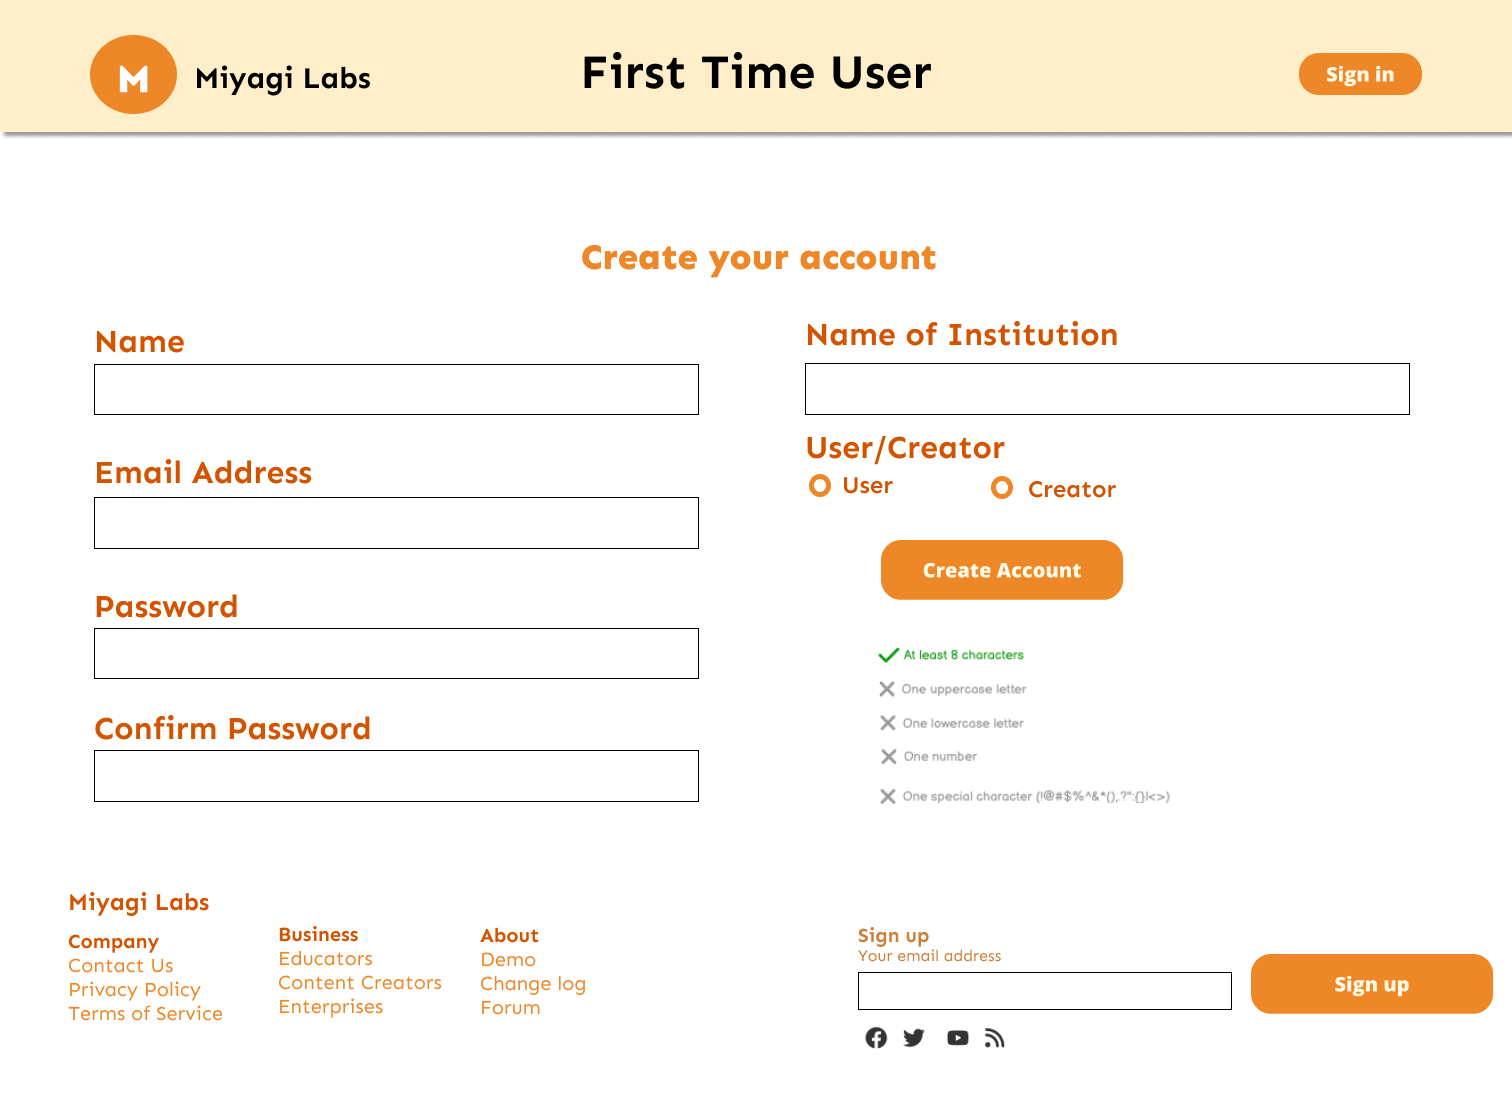 M
Miyagi Labs
First Time User
Sign in
Create your account
Name
Email Address
Password
Confirm Password
Name of Institution
User/Creator
User
Creator
Create Account
At least 8 characters
One uppercase letter
One lowercase letter
One number
One special character (!@#$%^&*(),.?":{}|<>)
Miyagi Labs
Company
Contact Us
Privacy Policy
Terms of Service
Business
Educators
Content Creators
Enterprises
About
Demo
Change log
Forum
Sign up
Your email address
Sign up